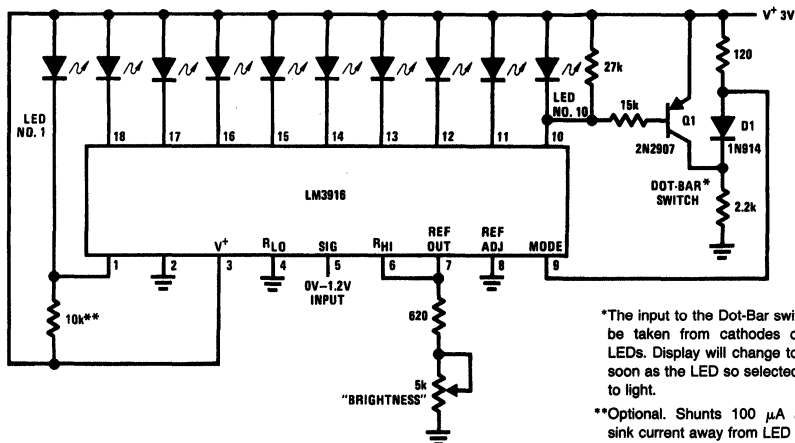 V+ 3V
LED NO. 1
27k
120
LED NO. 10
15k
Q1
2N2907
D1
1N914
DOT-BAR* SWITCH
2.2k
18 17 16 15 14 13 12 11 10
LM3916
V+ RLO SIG RHI REF OUT REF ADJ MODE
1 2 3 4 5 6 7 8 9
0V–1.2V INPUT
10k**
620
5k
"BRIGHTNESS"
*The input to the Dot-Bar swi
be taken from cathodes
LEDs. Display will change to
soon as the LED so selected
to light.
**Optional. Shunts 100 μA
sink current away from LED